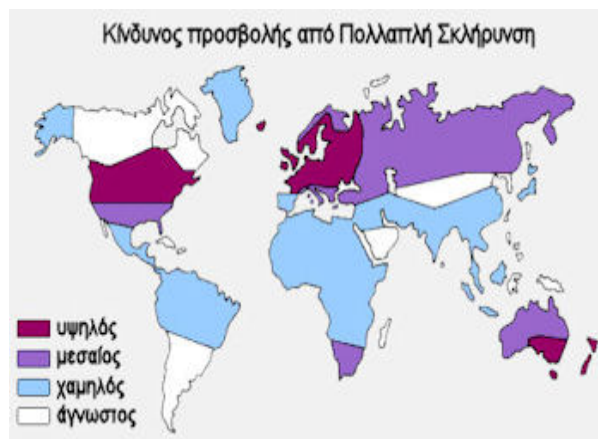 Κίνδυνος προσβολής από Πολλαπλή Σκλήρυνση
υψηλός
μεσαίος
χαμηλός
άγνωστος